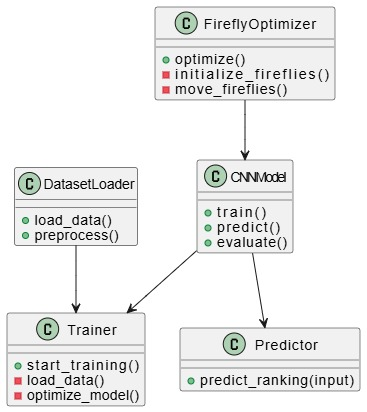 C FireflyOptimizer
optimize()
initialize_fireflies()
move_fireflies()
C DatasetLoader
load_data()
preprocess()
C CNNModel
train()
predict()
evaluate()
C Trainer
start_training()
load_data()
optimize_model()
C Predictor
predict_ranking(input)